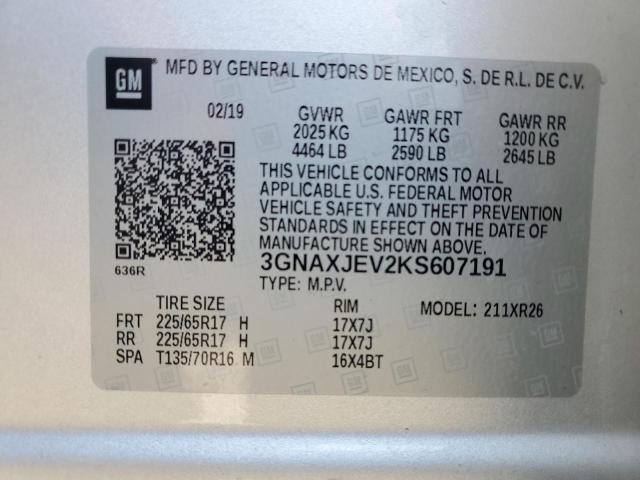 GM MFD BY GENERAL MOTORS DE MEXICO, S. DE R.L. DE C.V.
02/19 GVWR GAWR FRT GAWR RR
2025 KG 1175 KG 1200 KG
4464 LB 2590 LB 2645 LB
THIS VEHICLE CONFORMS TO ALL
APPLICABLE U.S. FEDERAL MOTOR
VEHICLE SAFETY AND THEFT PREVENTION
STANDARDS IN EFFECT ON THE DATE OF
MANUFACTURE SHOWN ABOVE.
636R 3GNAXJEV2KS607191
TYPE: M.P.V.
TIRE SIZE RIM MODEL: 211XR26
FRT 225/65R17 H 17X7J
RR 225/65R17 H 17X7J
SPA T135/70R16 M 16X4BT